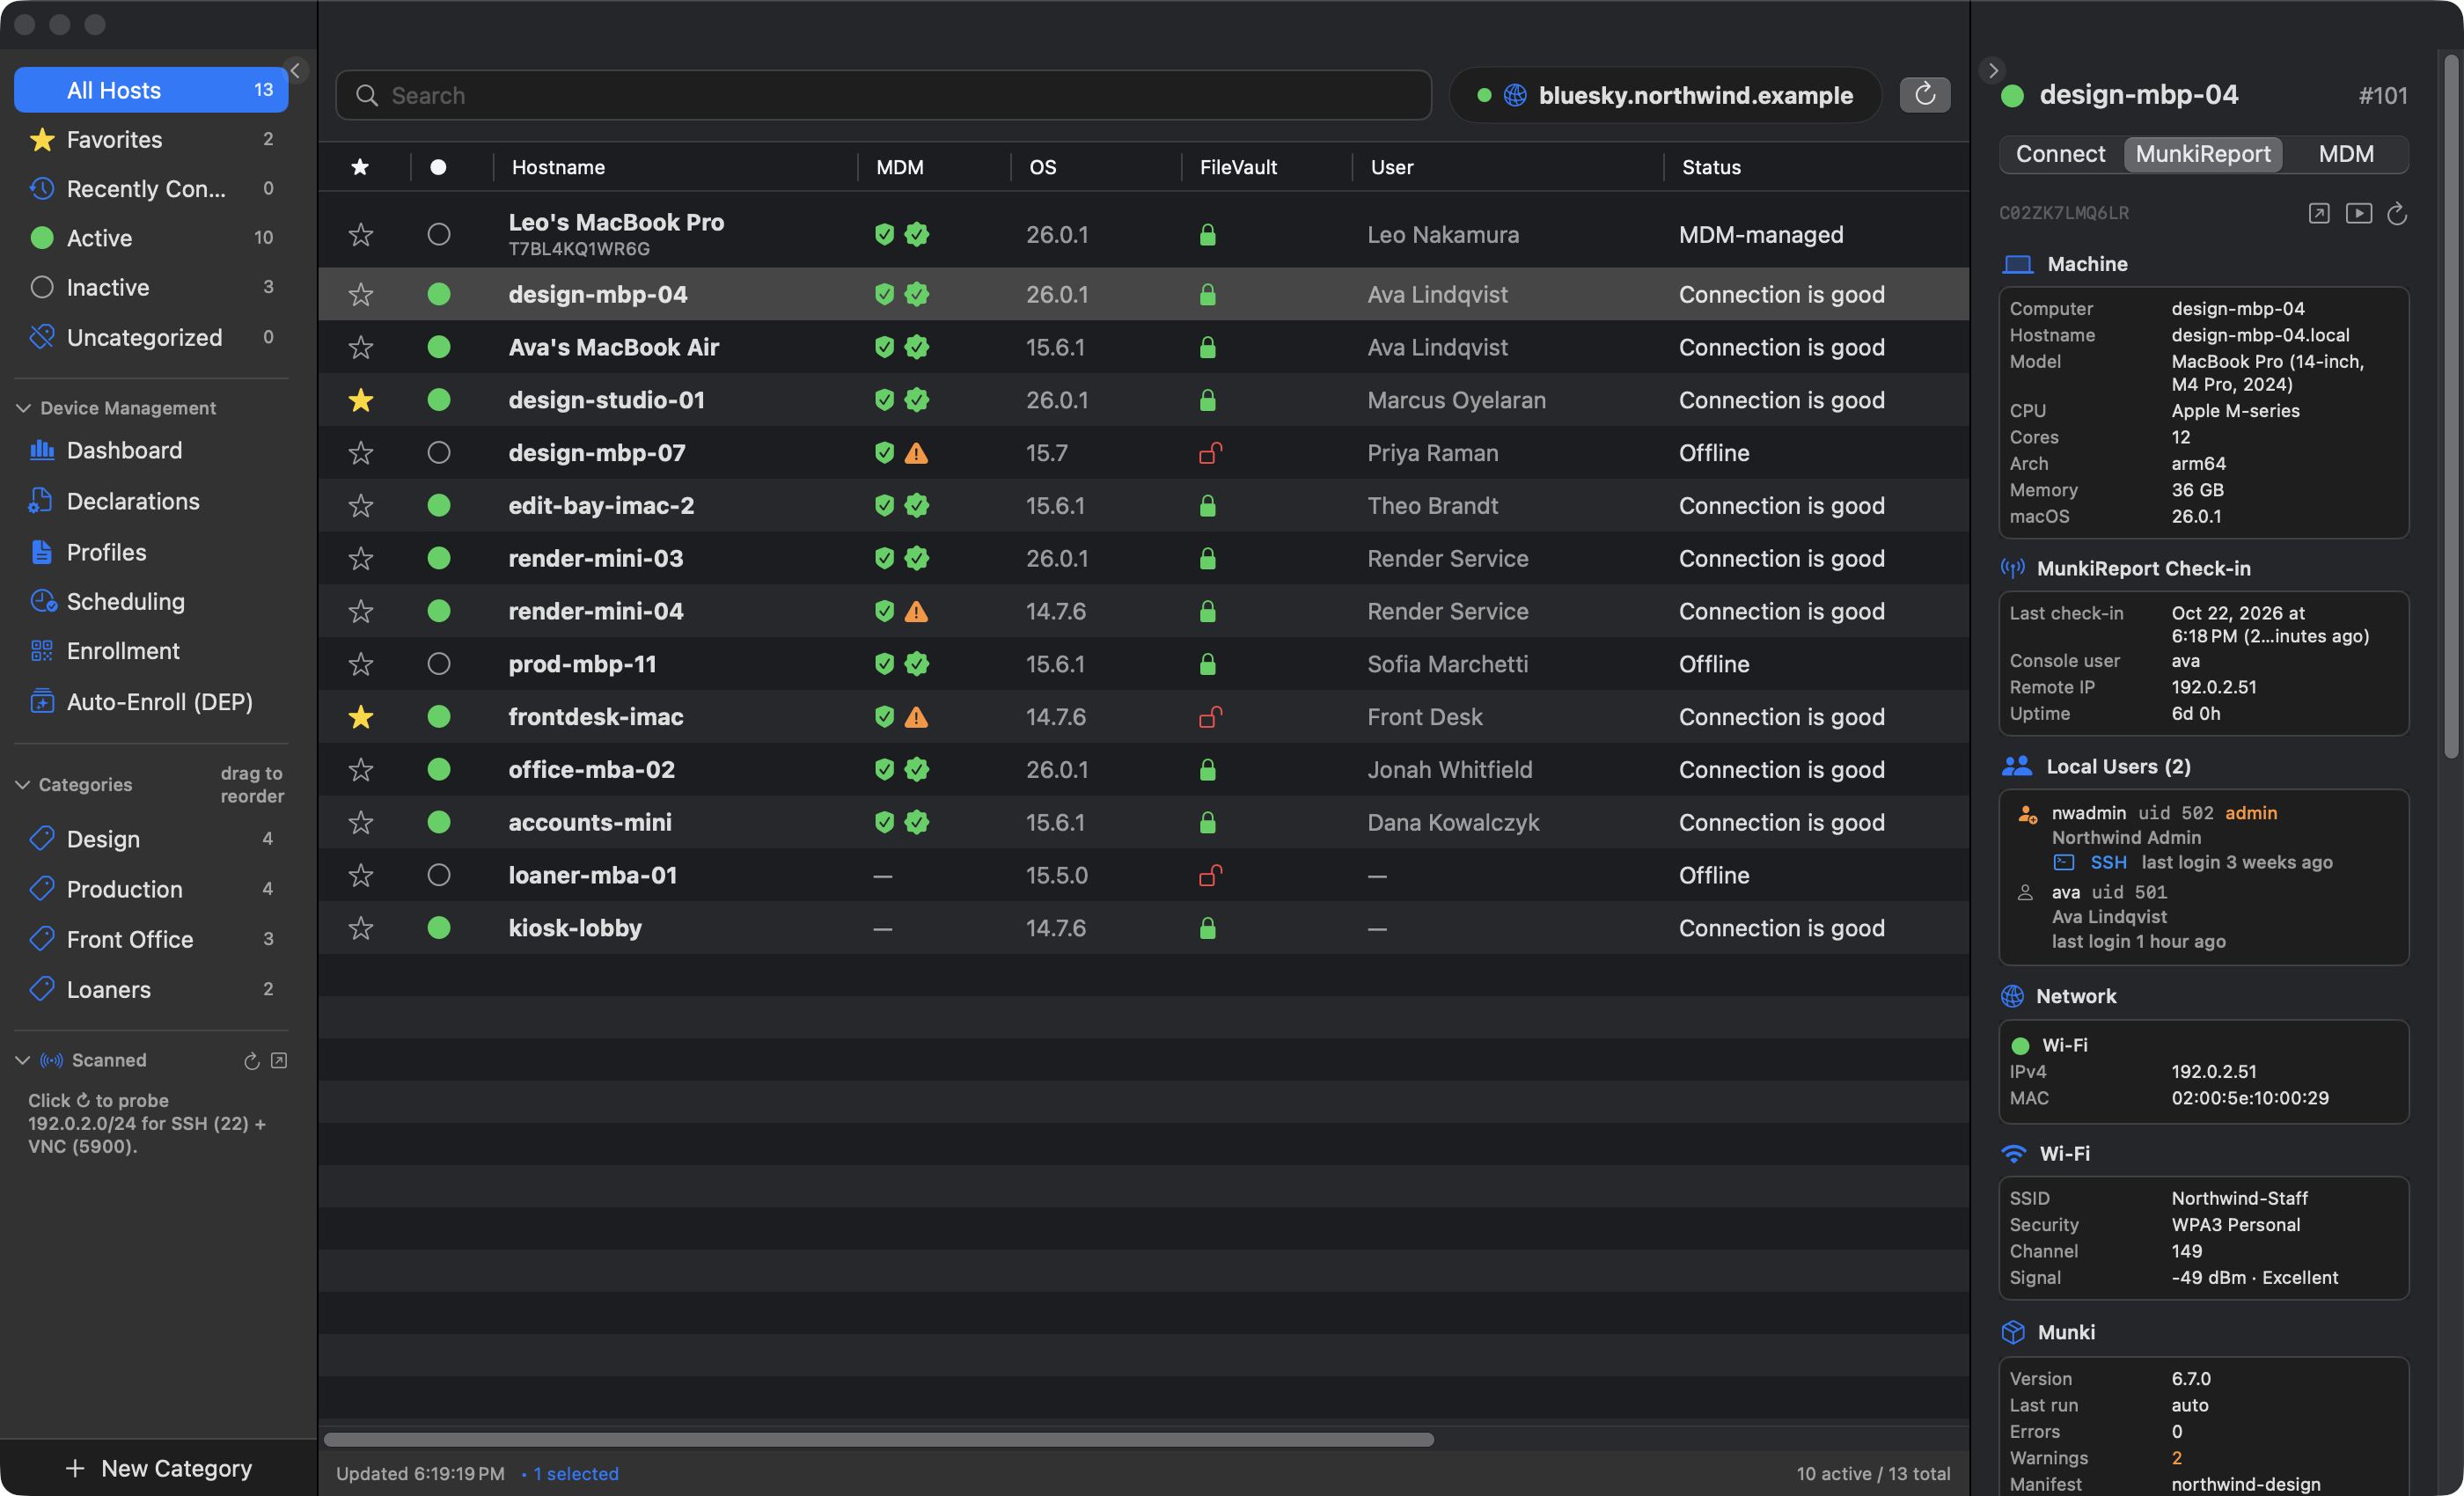 All Hosts 13
Favorites 2
Recently Con... 0
Active 10
Inactive 3
Uncategorized 0
Device Management
Dashboard
Declarations
Profiles
Scheduling
Enrollment
Auto-Enroll (DEP)
Categories drag to
reorder
Design 4
Production 4
Front Office 3
Loaners 2
Scanned
Click to probe
192.0.2.0/24 for SSH (22) +
VNC (5900).
New Category
Search
bluesky.northwind.example
Hostname MDM OS FileVault User Status
Leo's MacBook Pro 26.0.1 Leo Nakamura MDM-managed
T7BL4KQ1WR6G
design-mbp-04 26.0.1 Ava Lindqvist Connection is good
Ava's MacBook Air 15.6.1 Ava Lindqvist Connection is good
design-studio-01 26.0.1 Marcus Oyelaran Connection is good
design-mbp-07 15.7 Priya Raman Offline
edit-bay-imac-2 15.6.1 Theo Brandt Connection is good
render-mini-03 26.0.1 Render Service Connection is good
render-mini-04 14.7.6 Render Service Connection is good
prod-mbp-11 15.6.1 Sofia Marchetti Offline
frontdesk-imac 14.7.6 Front Desk Connection is good
office-mba-02 26.0.1 Jonah Whitfield Connection is good
accounts-mini 15.6.1 Dana Kowalczyk Connection is good
loaner-mba-01 — 15.5.0 — Offline
kiosk-lobby — 14.7.6 — Connection is good
Updated 6:19:19 PM • 1 selected
10 active / 13 total
design-mbp-04 #101
Connect MunkiReport MDM
C02ZK7LMQ6LR
Machine
Computer design-mbp-04
Hostname design-mbp-04.local
Model MacBook Pro (14-inch,
M4 Pro, 2024)
CPU Apple M-series
Cores 12
Arch arm64
Memory 36 GB
macOS 26.0.1
MunkiReport Check-in
Last check-in Oct 22, 2026 at
6:18 PM (2...inutes ago)
Console user ava
Remote IP 192.0.2.51
Uptime 6d 0h
Local Users (2)
nwadmin uid 502 admin
Northwind Admin
SSH last login 3 weeks ago
ava uid 501
Ava Lindqvist
last login 1 hour ago
Network
Wi-Fi
IPv4 192.0.2.51
MAC 02:00:5e:10:00:29
Wi-Fi
SSID Northwind-Staff
Security WPA3 Personal
Channel 149
Signal -49 dBm · Excellent
Munki
Version 6.7.0
Last run auto
Errors 0
Warnings 2
Manifest northwind-design